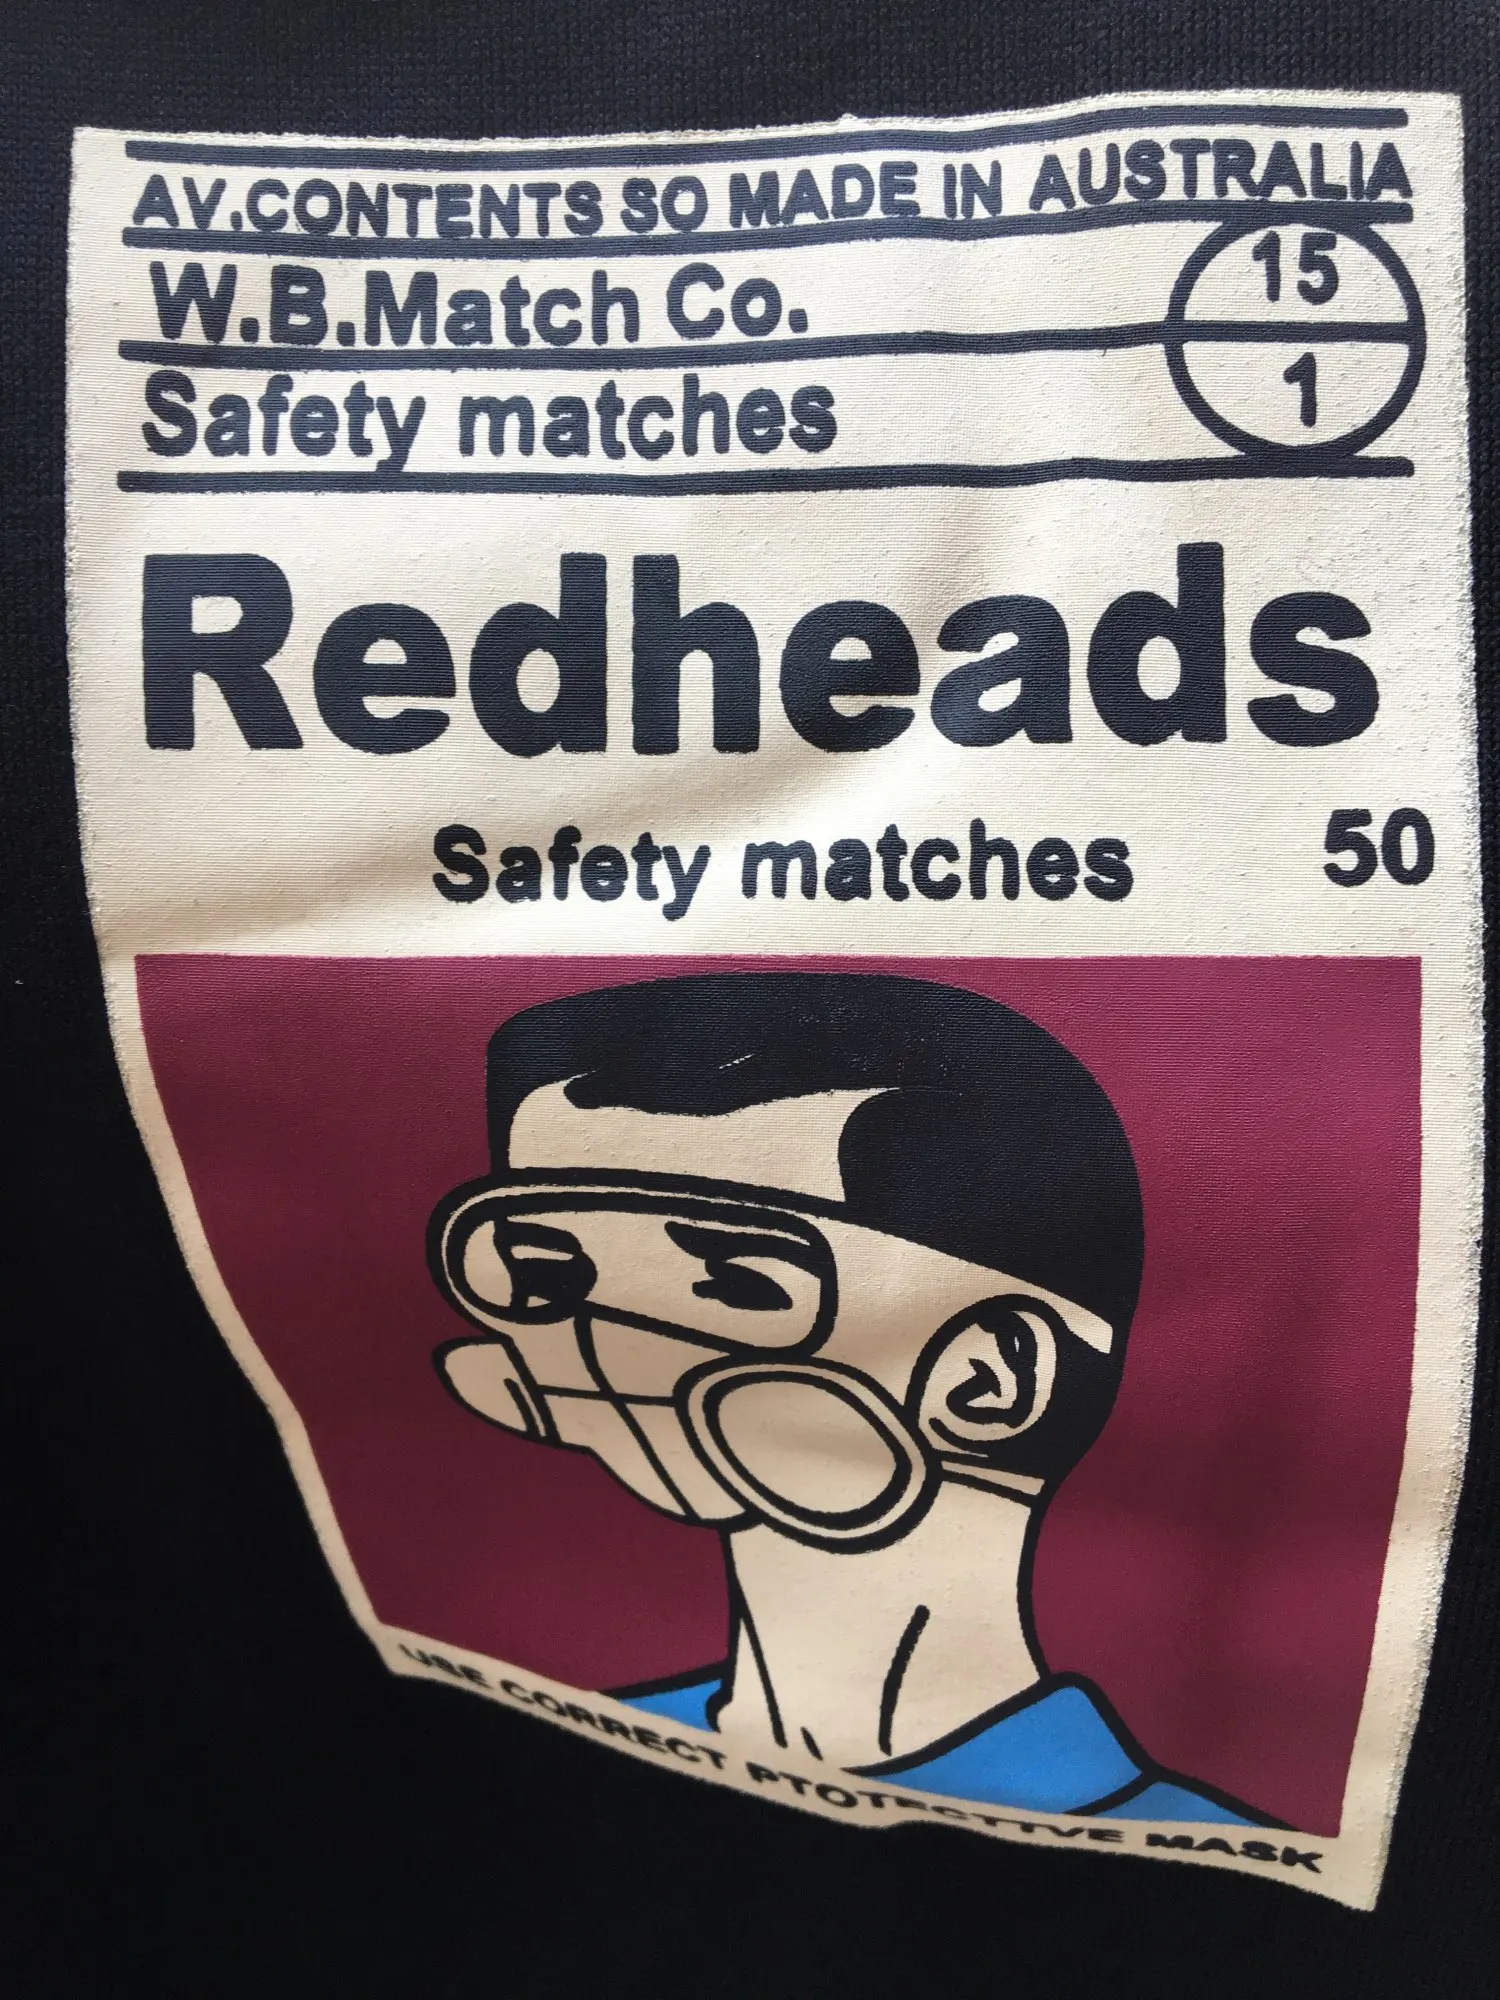 AV.CONTENTS SO MADE IN AUSTRALIA
W.B.Match Co.
15
1
Safety matches
Redheads
Safety matches
50
USE CORRECT PTOTECTTVE MASK